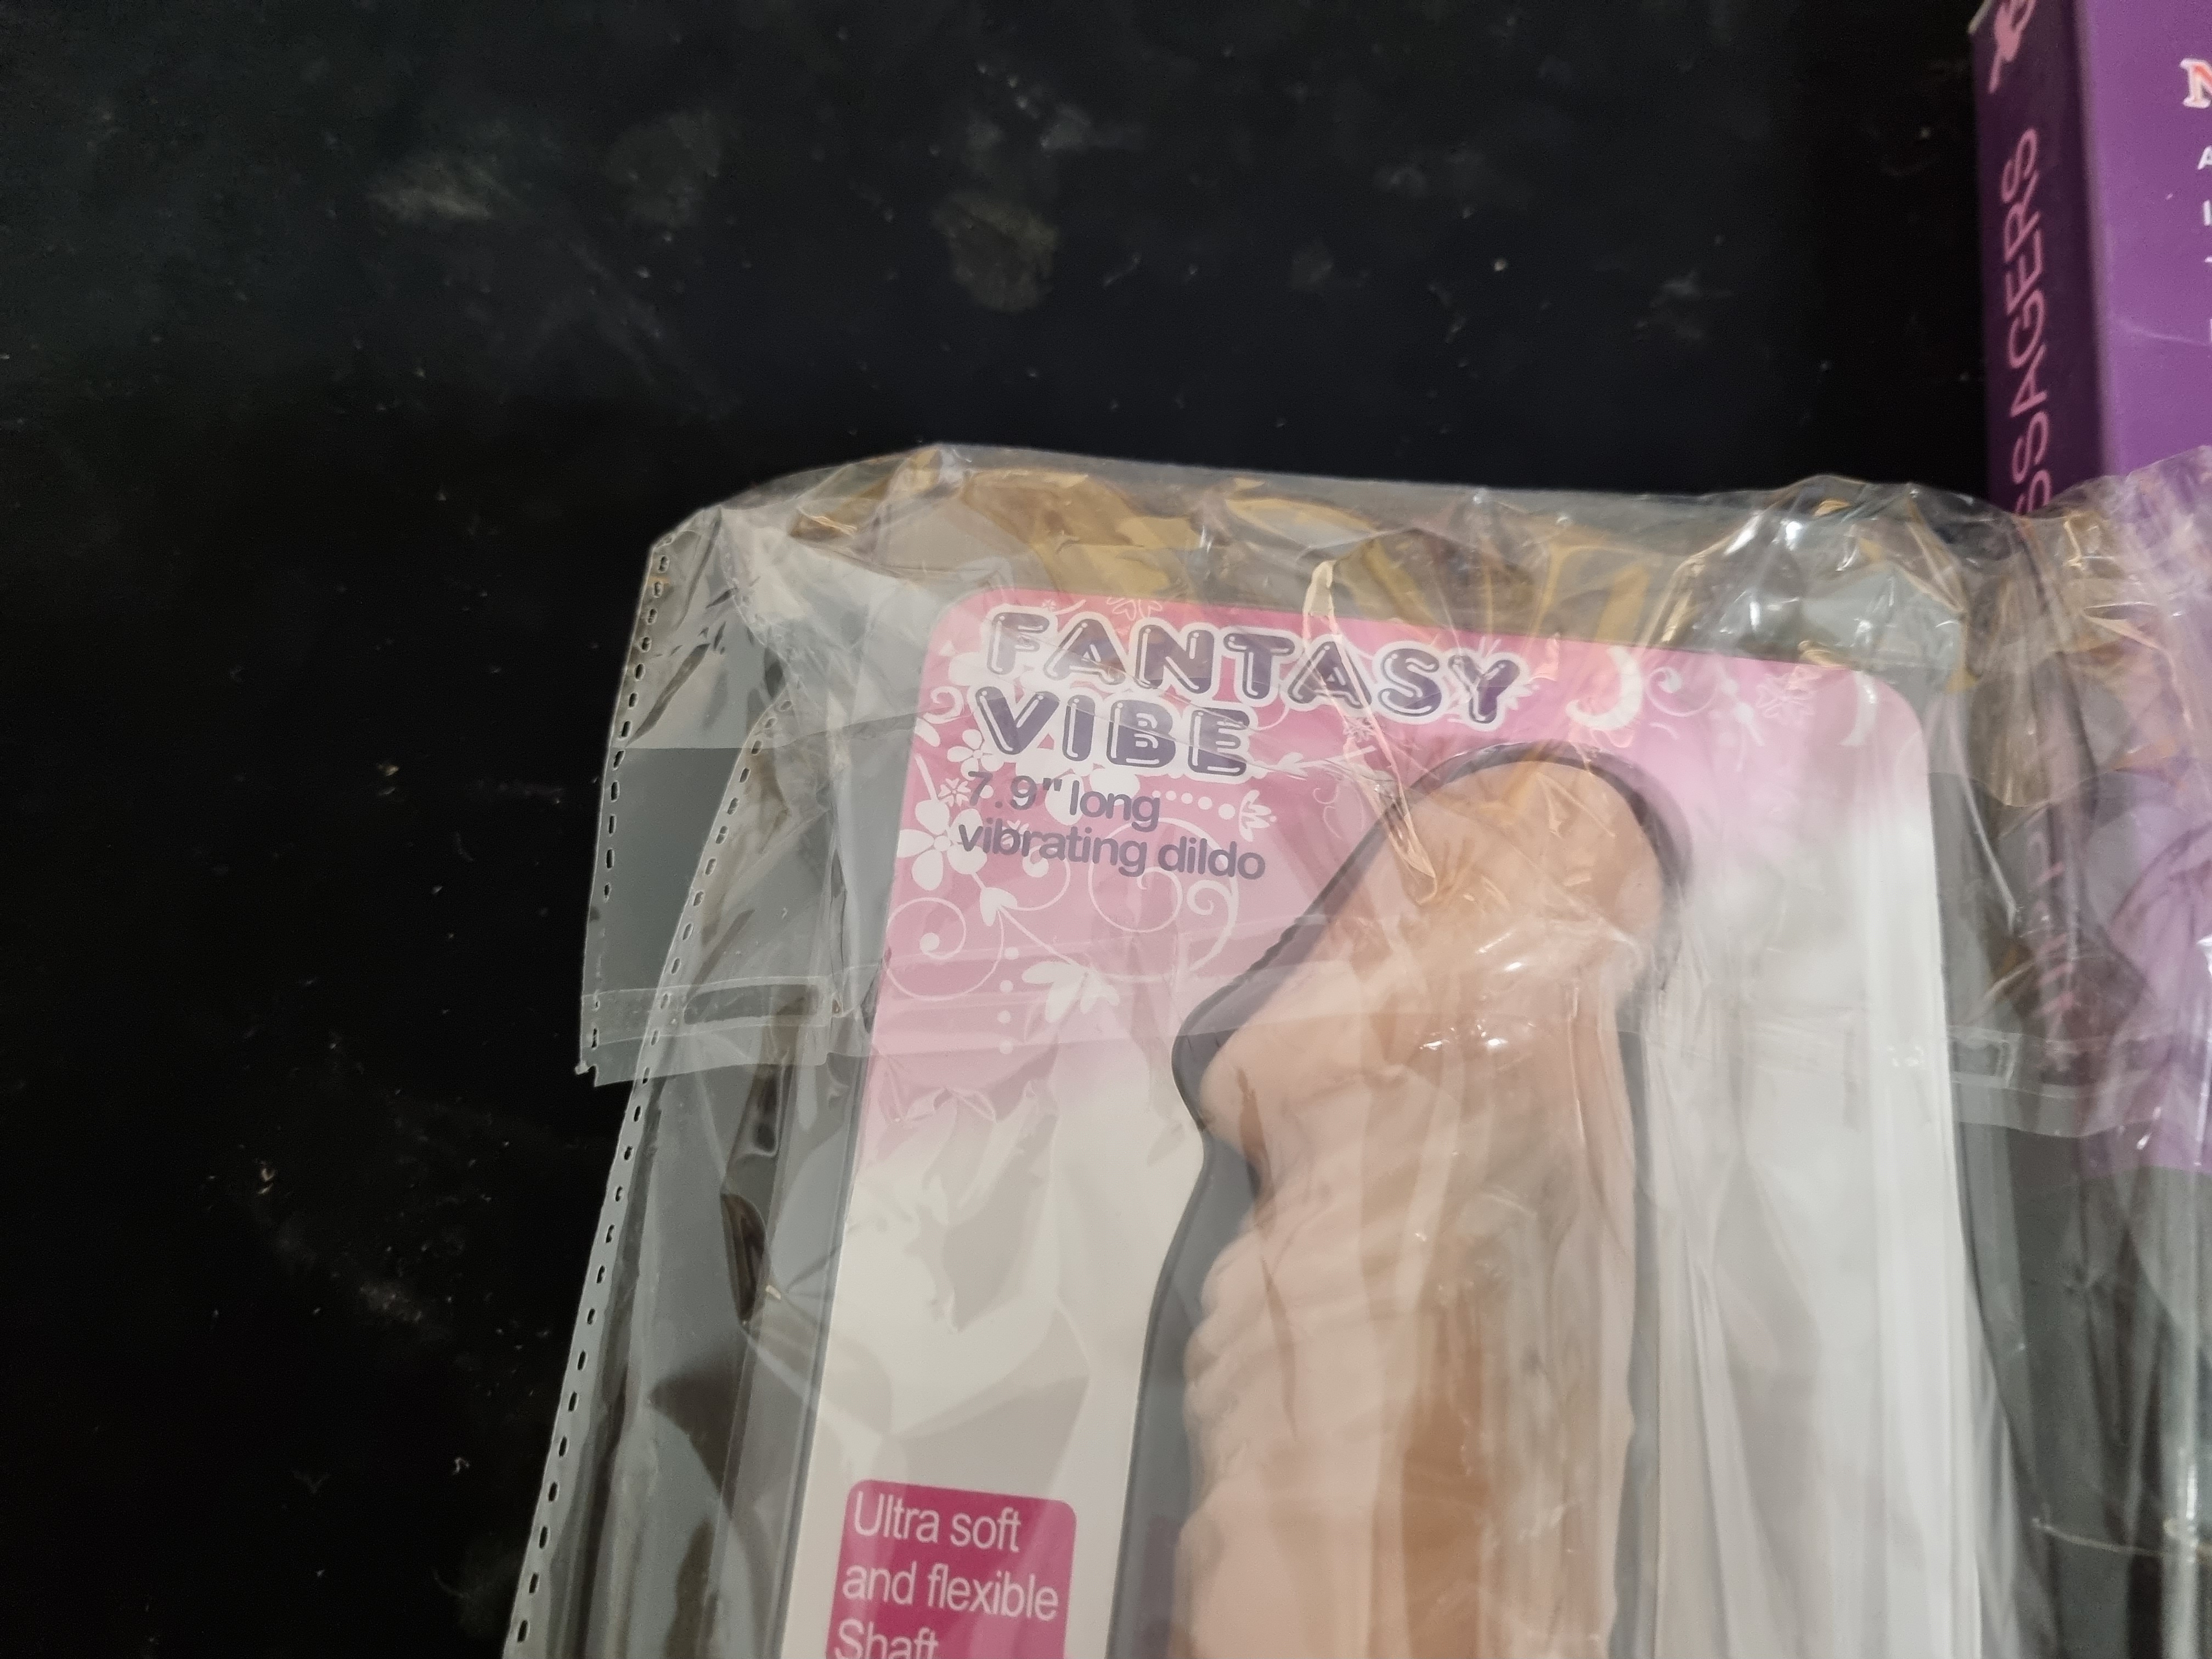 FANTASY
VIBE
7.9" long
vibrating dildo
Ultra soft
and flexible
Shaft
SSAGERS